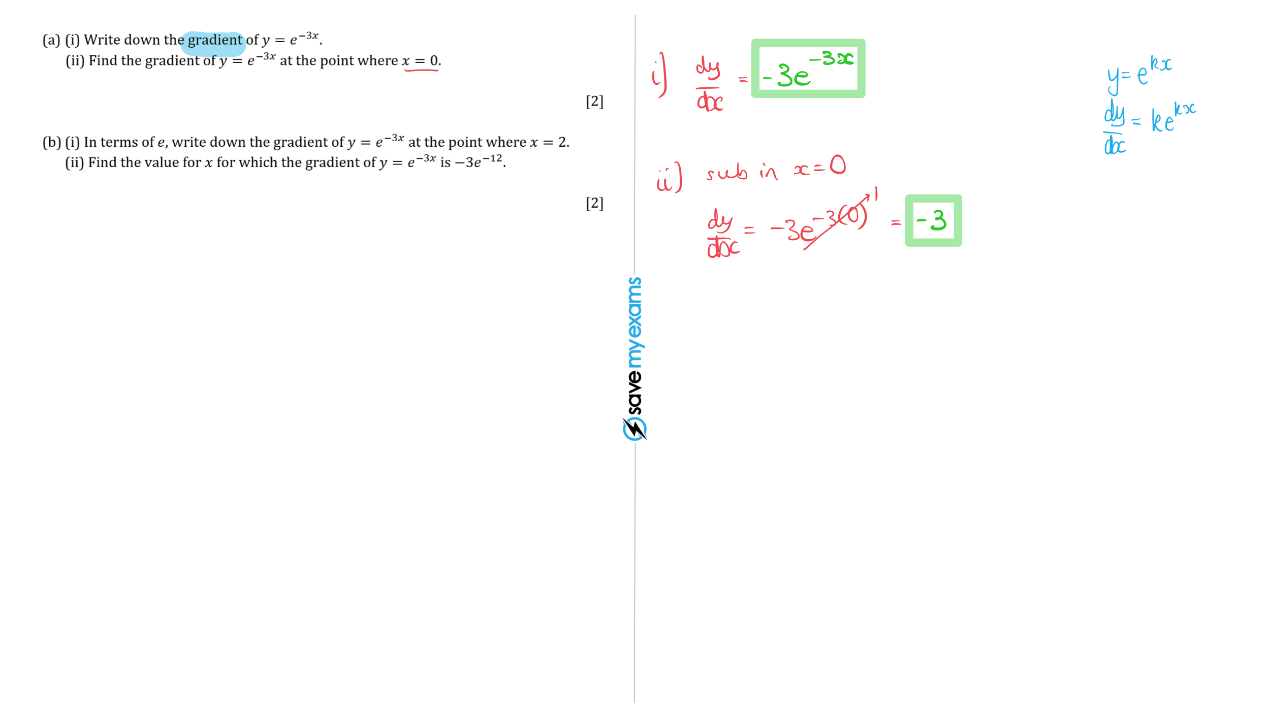 (a) (i) Write down the gradient of y = e^{-3x}.
(ii) Find the gradient of y = e^{-3x} at the point where x = 0.
[2]
(b) (i) In terms of e, write down the gradient of y = e^{-3x} at the point where x = 2.
(ii) Find the value for x for which the gradient of y = e^{-3x} is −3e^{-12}.
[2]
save my exams
i) dy/dx = -3e^{-3x}
y = e^{kx}
dy/dx = ke^{kx}
ii) sub in x=0
dy/dx = -3e^{-3(0)} 1 = -3